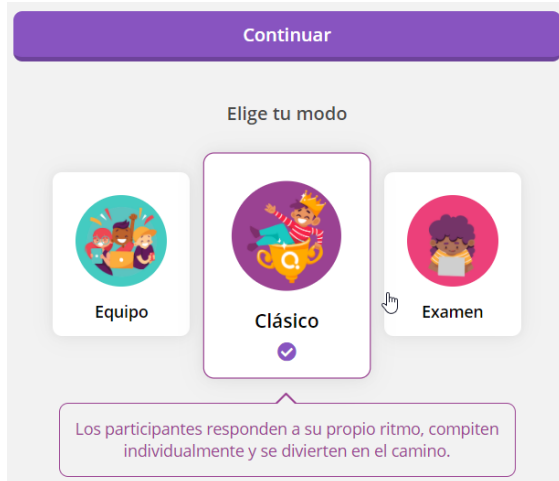 Continuar
Elige tu modo
Equipo
Clásico
Examen
Los participantes responden a su propio ritmo, compiten
individualmente y se divierten en el camino.